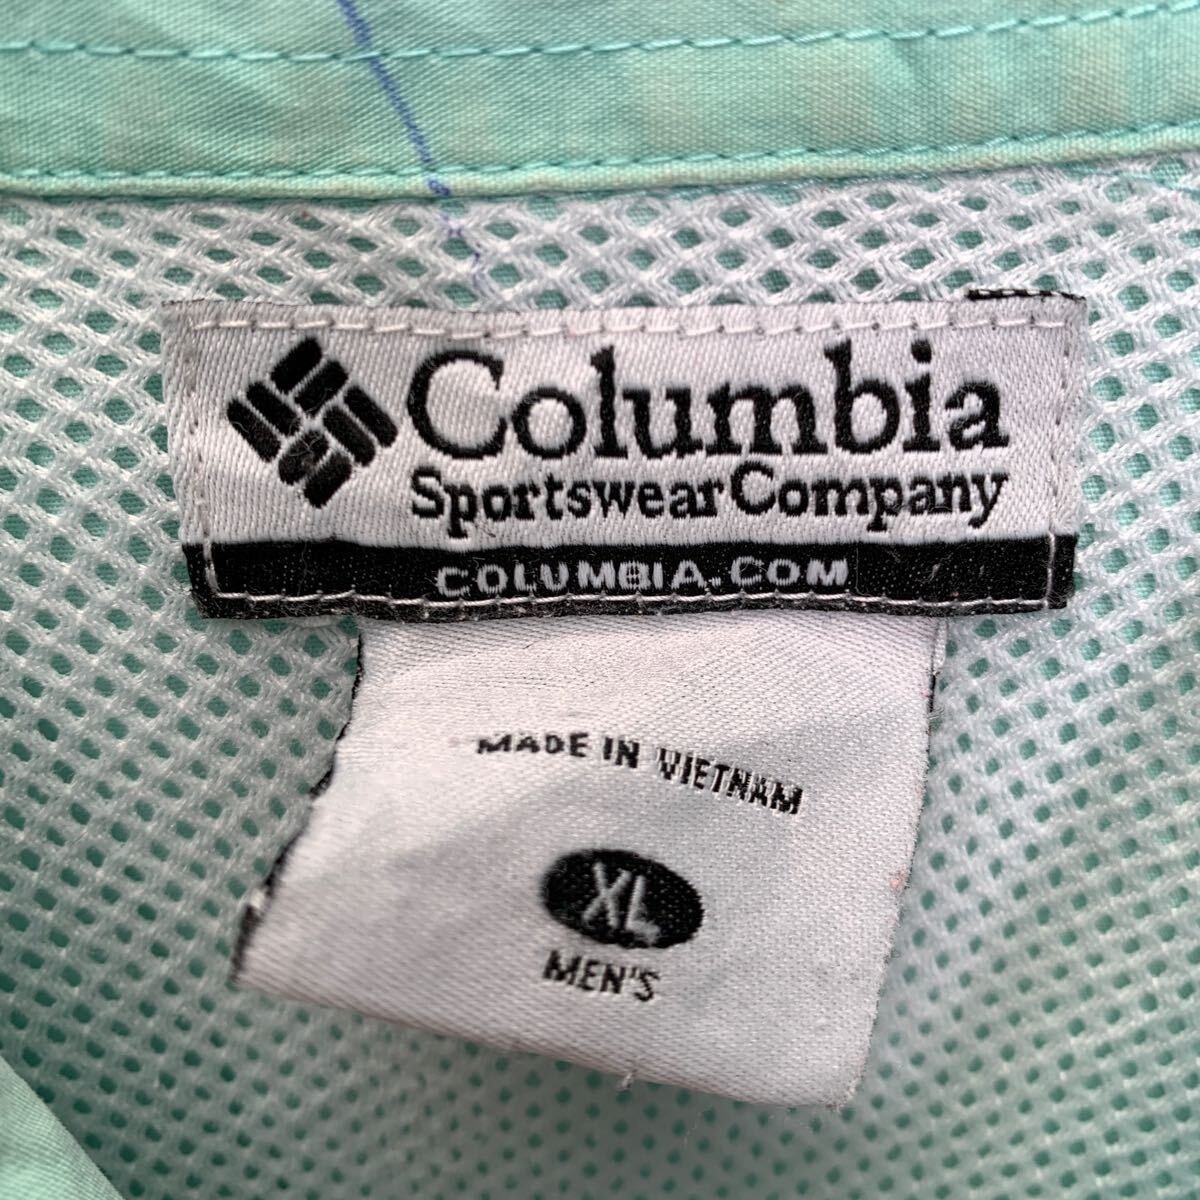 Columbia
Sportswear Company
COLUMBIA.COM
MADE IN VIETNAM
XL
MEN'S